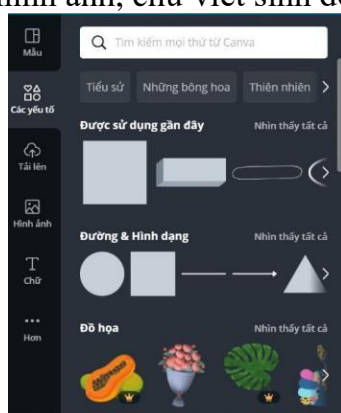 Mẫu
Các yếu tố
Tải lên
Hình ảnh
Chữ
Hơn
Tìm kiếm mọi thứ từ Canva
Tiểu sử Những bông hoa Thiên nhiên
Được sử dụng gần đây Nhìn thấy tất cả
Đường & Hình dạng Nhìn thấy tất cả
Đồ họa Nhìn thấy tất cả